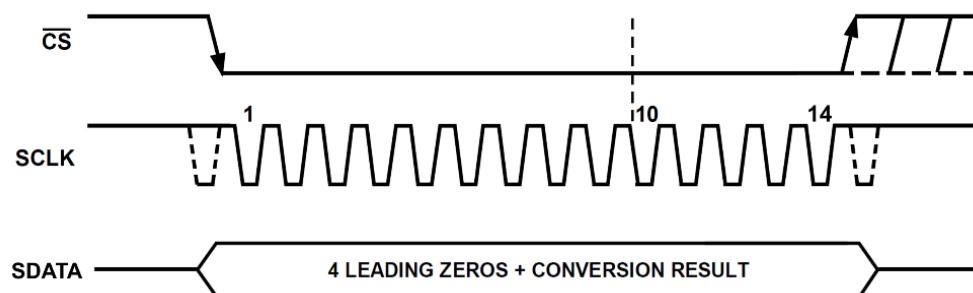 CS
1 10 14
SCLK
SDATA 4 LEADING ZEROS + CONVERSION RESULT